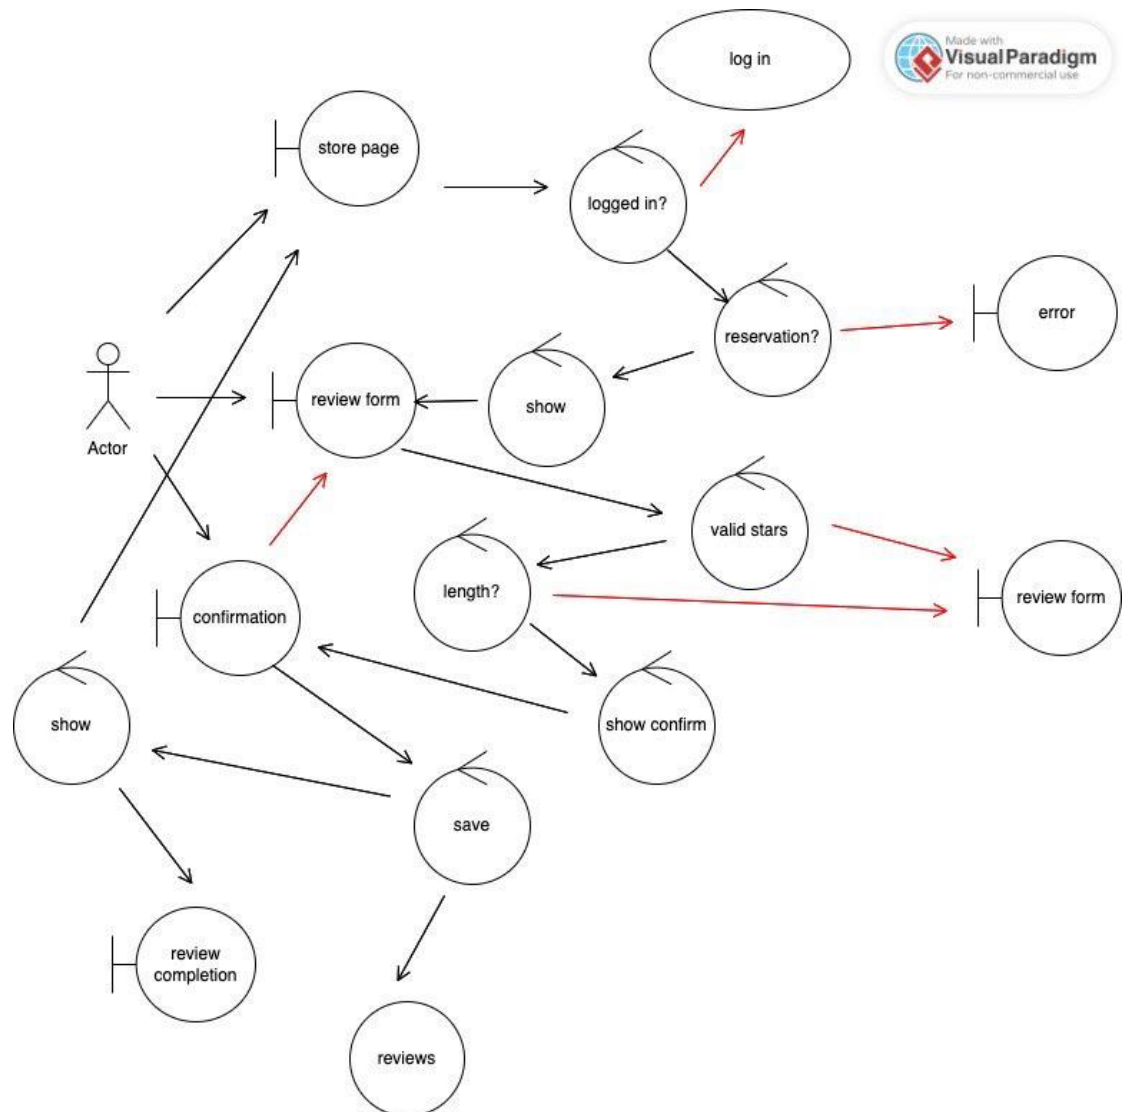 log in
Made with
Visual Paradigm
For non-commercial use
store page
logged in?
reservation?
error
review form
show
Actor
valid stars
length?
review form
confirmation
show
show confirm
save
review
completion
reviews